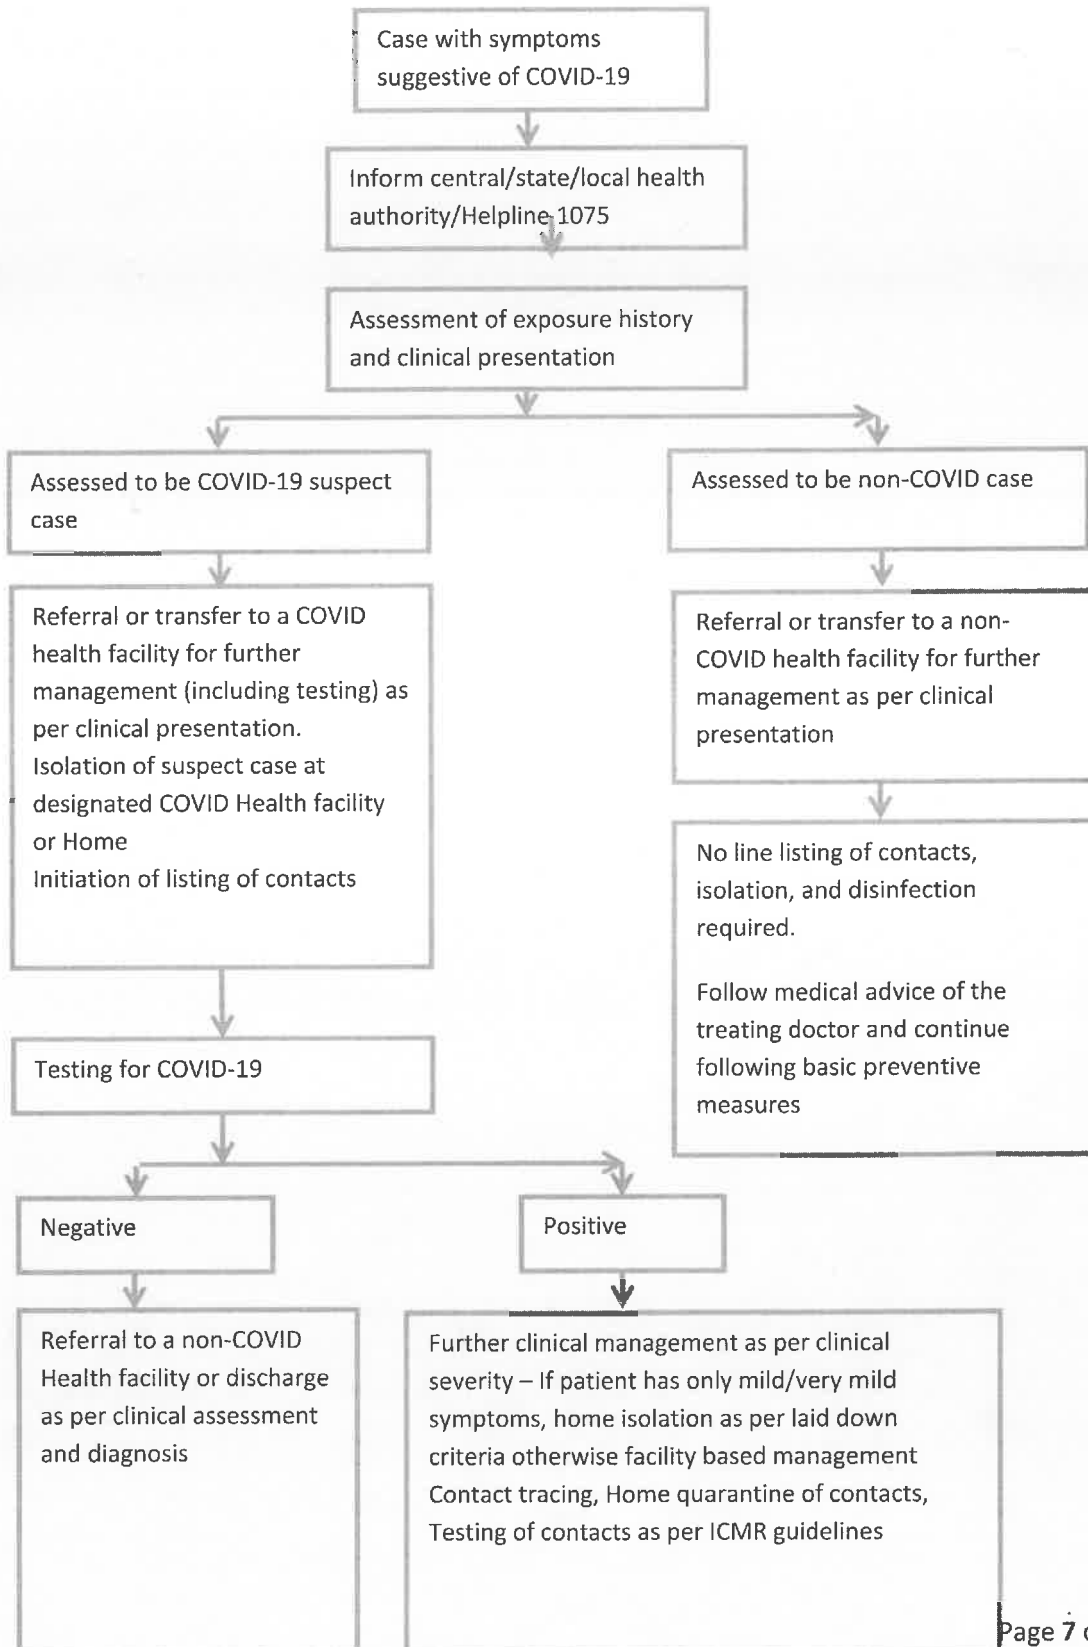 Case with symptoms
suggestive of COVID-19
Inform central/state/local health
authority/Helpline 1075
Assessment of exposure history
and clinical presentation
Assessed to be COVID-19 suspect
case
Assessed to be non-COVID case
Referral or transfer to a COVID
health facility for further
management (including testing) as
per clinical presentation.
Isolation of suspect case at
designated COVID Health facility
or Home
Initiation of listing of contacts
Referral or transfer to a non-
COVID health facility for further
management as per clinical
presentation
No line listing of contacts,
isolation, and disinfection
required.
Follow medical advice of the
treating doctor and continue
following basic preventive
measures
Testing for COVID-19
Negative
Positive
Referral to a non-COVID
Health facility or discharge
as per clinical assessment
and diagnosis
Further clinical management as per clinical
severity – If patient has only mild/very mild
symptoms, home isolation as per laid down
criteria otherwise facility based management
Contact tracing, Home quarantine of contacts,
Testing of contacts as per ICMR guidelines
Page 7